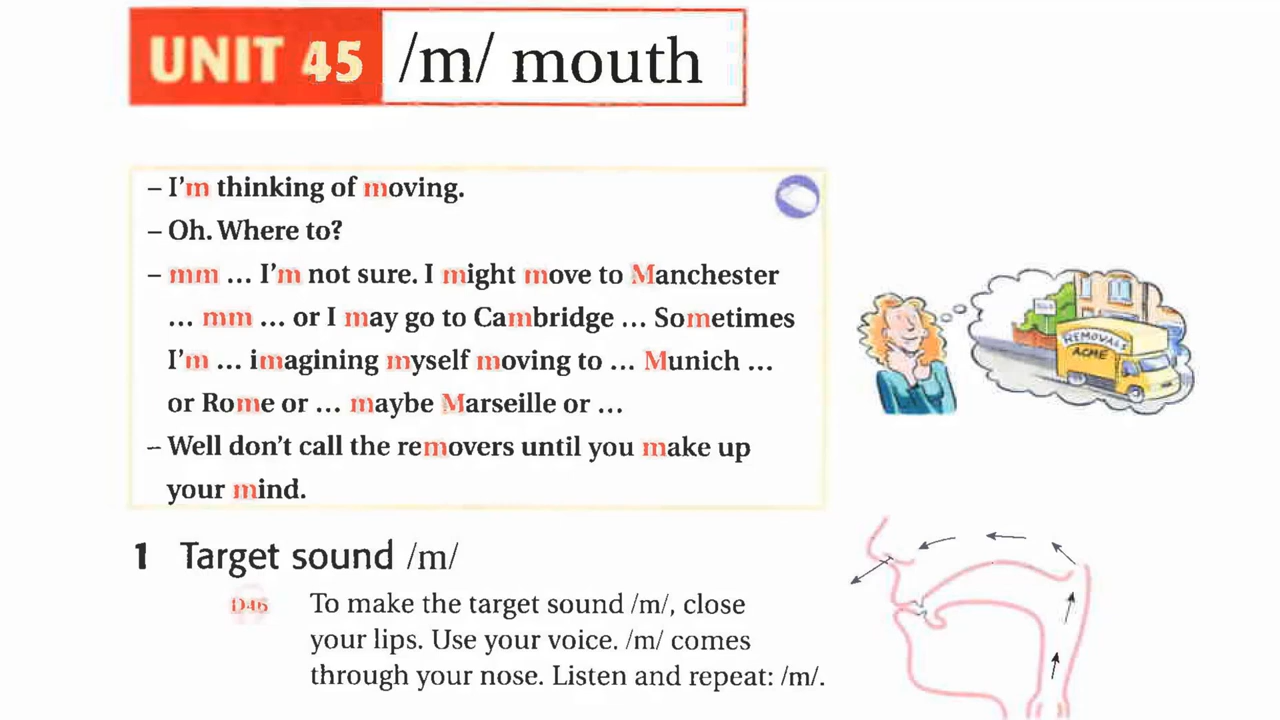 UNIT 45 /m/ mouth
– I'm thinking of moving.
– Oh. Where to?
– mm ... I'm not sure. I might move to Manchester
... mm ... or I may go to Cambridge ... Sometimes
I'm ... imagining myself moving to ... Munich ...
or Rome or ... maybe Marseille or ...
– Well don't call the removers until you make up
your mind.
REMOVALS
ACME
1 Target sound /m/
D46 To make the target sound /m/, close
your lips. Use your voice. /m/ comes
through your nose. Listen and repeat: /m/.